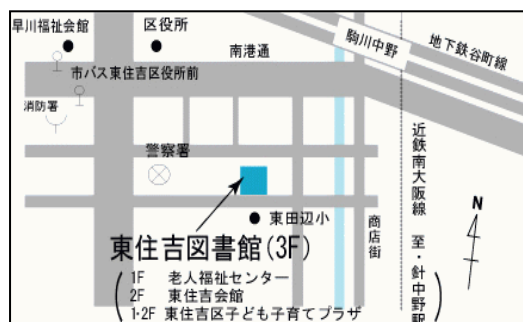 早川福祉会館
区役所
南港通
駒川中野
地下鉄谷町線
市バス東住吉区役所前
消防署
警察署
近鉄南大阪線 至・針中野駅
N
東田辺小
商店街
東住吉図書館(3F)
1F 老人福祉センター
2F 東住吉会館
1・2F 東住吉区子ども子育てプラザ